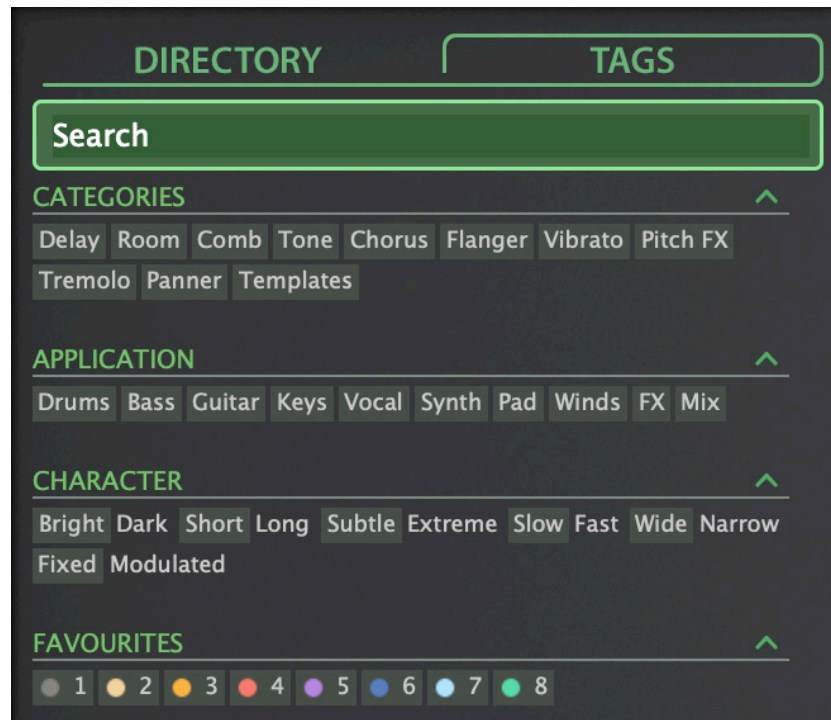 DIRECTORY TAGS
Search
CATEGORIES
Delay Room Comb Tone Chorus Flanger Vibrato Pitch FX
Tremolo Panner Templates
APPLICATION
Drums Bass Guitar Keys Vocal Synth Pad Winds FX Mix
CHARACTER
Bright Dark Short Long Subtle Extreme Slow Fast Wide Narrow
Fixed Modulated
FAVOURITES
1 2 3 4 5 6 7 8